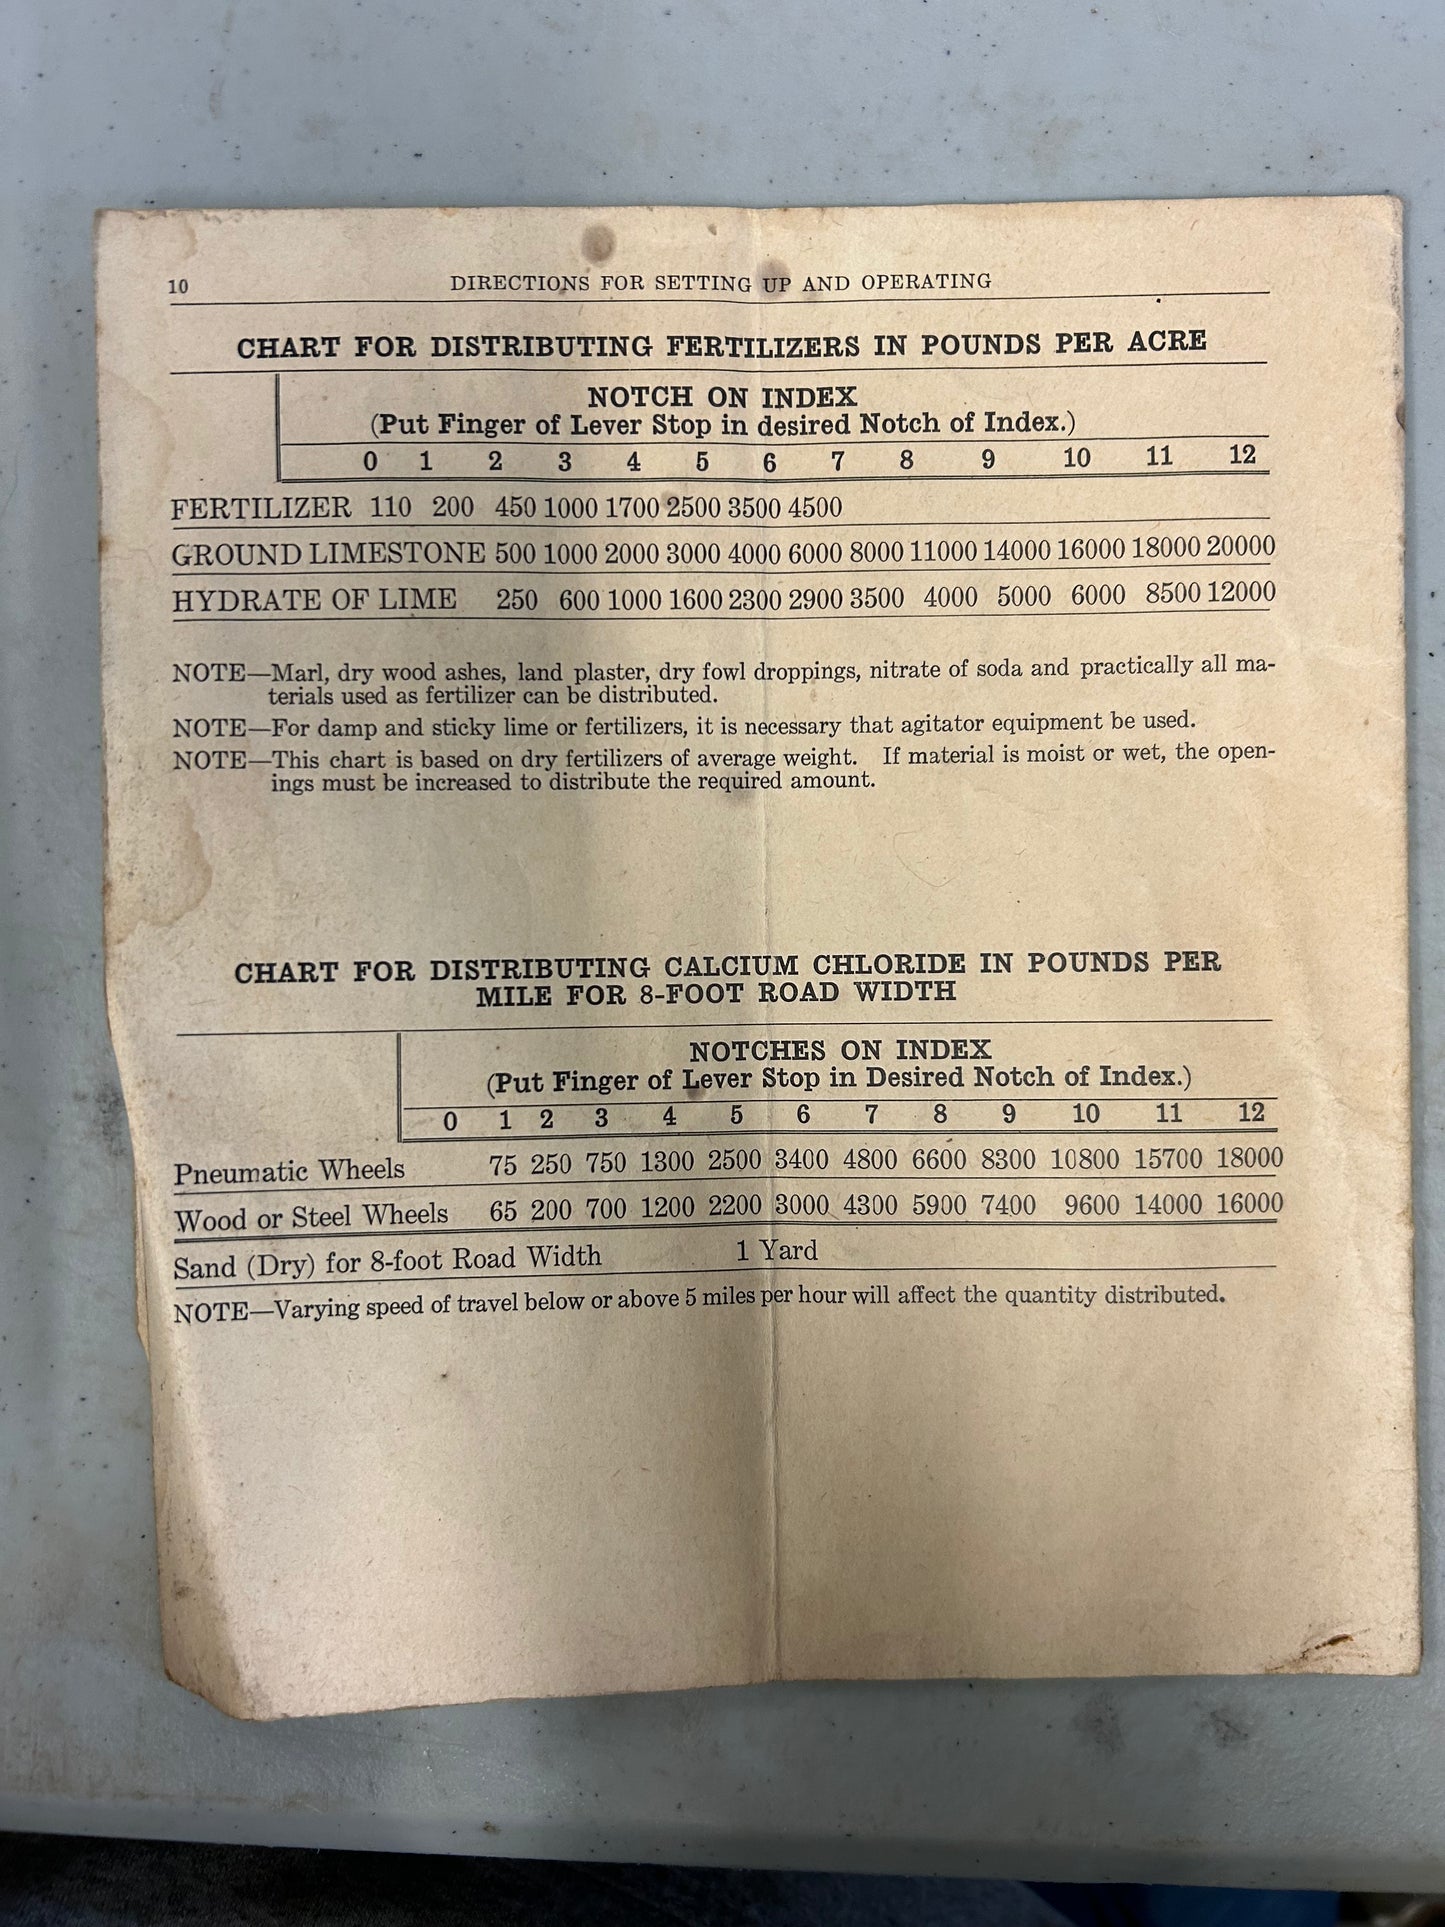 10 DIRECTIONS FOR SETTING UP AND OPERATING
CHART FOR DISTRIBUTING FERTILIZERS IN POUNDS PER ACRE
NOTCH ON INDEX
(Put Finger of Lever Stop in desired Notch of Index.)
0 1 2 3 4 5 6 7 8 9 10 11 12
FERTILIZER 110 200 450 1000 1700 2500 3500 4500
GROUND LIMESTONE 500 1000 2000 3000 4000 6000 8000 11000 14000 16000 18000 20000
HYDRATE OF LIME 250 600 1000 1600 2300 2900 3500 4000 5000 6000 8500 12000
NOTE—Marl, dry wood ashes, land plaster, dry fowl droppings, nitrate of soda and practically all ma-
terials used as fertilizer can be distributed.
NOTE—For damp and sticky lime or fertilizers, it is necessary that agitator equipment be used.
NOTE—This chart is based on dry fertilizers of average weight. If material is moist or wet, the open-
ings must be increased to distribute the required amount.
CHART FOR DISTRIBUTING CALCIUM CHLORIDE IN POUNDS PER
MILE FOR 8-FOOT ROAD WIDTH
NOTCHES ON INDEX
(Put Finger of Lever Stop in Desired Notch of Index.)
0 1 2 3 4 5 6 7 8 9 10 11 12
Pneumatic Wheels 75 250 750 1300 2500 3400 4800 6600 8300 10800 15700 18000
Wood or Steel Wheels 65 200 700 1200 2200 3000 4300 5900 7400 9600 14000 16000
Sand (Dry) for 8-foot Road Width 1 Yard
NOTE—Varying speed of travel below or above 5 miles per hour will affect the quantity distributed.